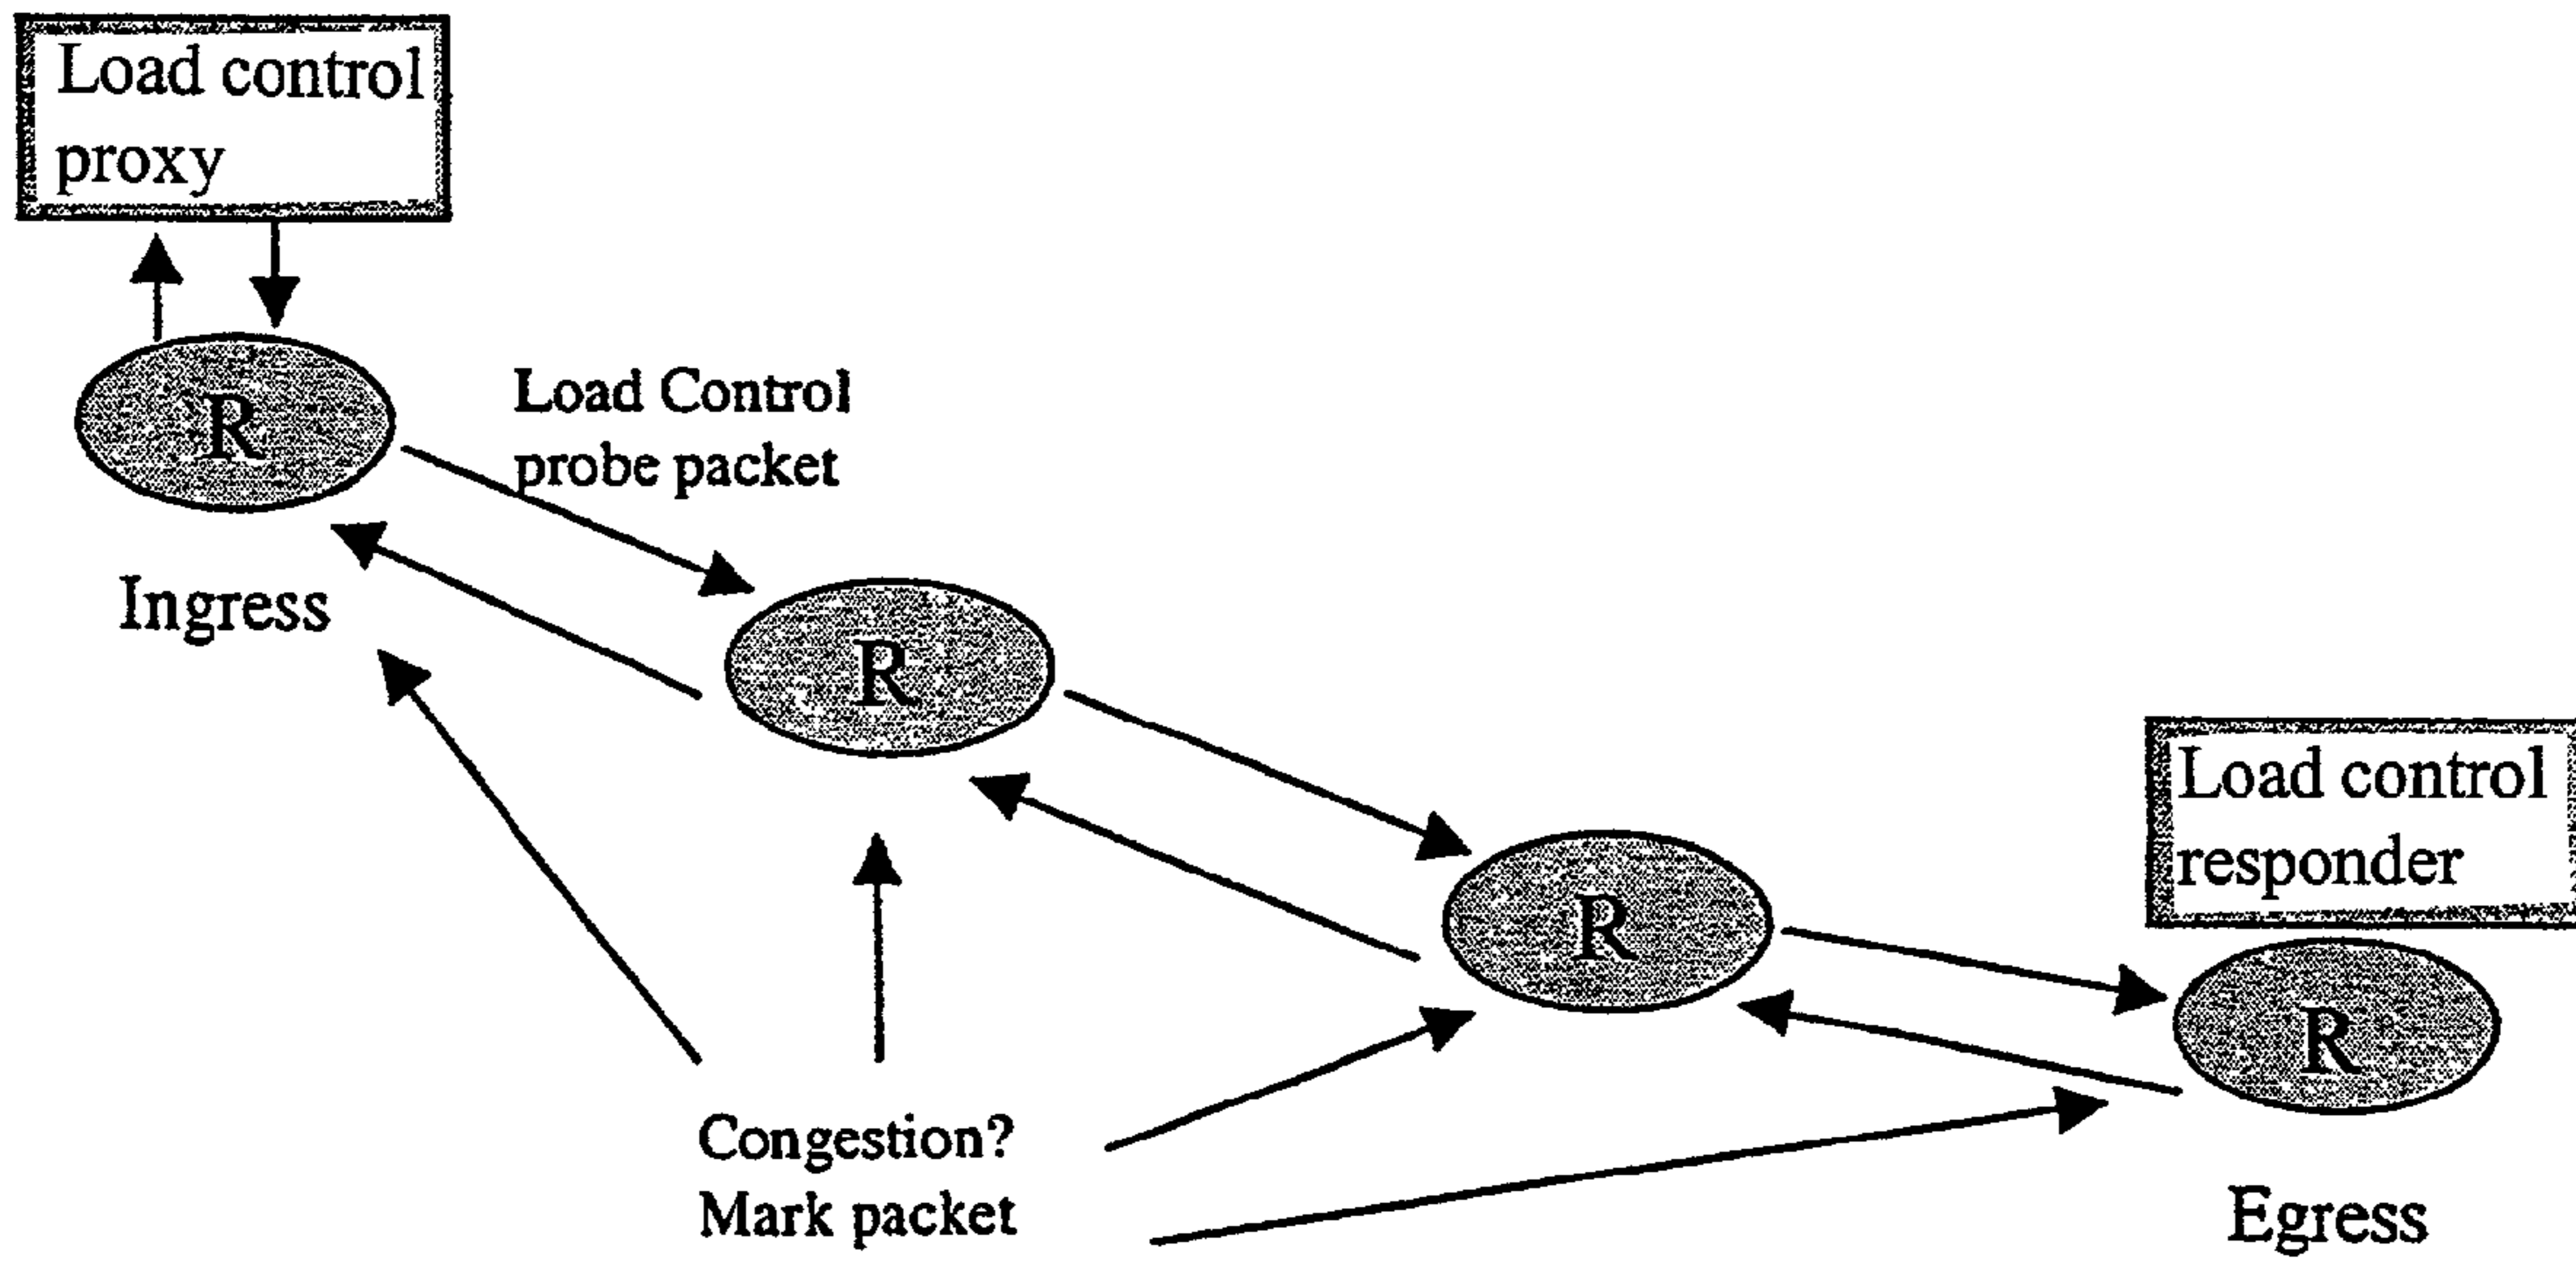 Load control
proxy
R
Load Control
probe packet
Ingress
R
Load control
responder
R
R
Congestion?
Mark packet
Egress